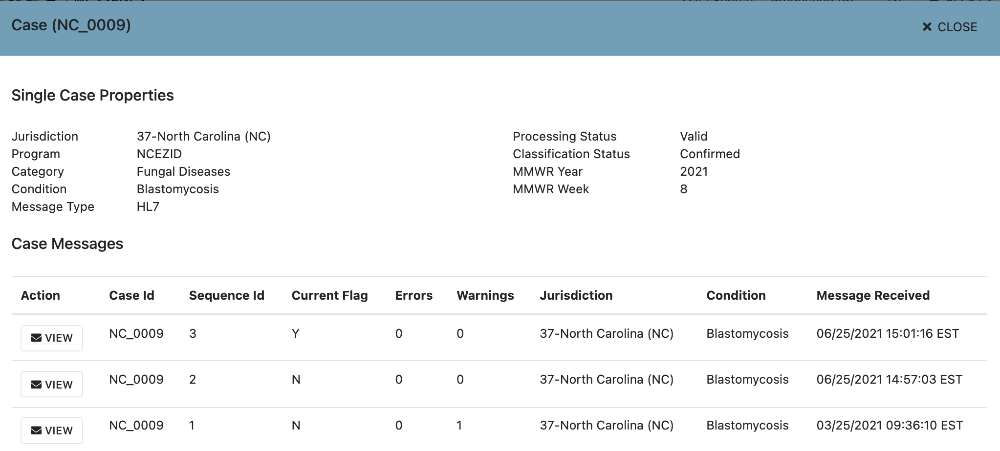 Case (NC_0009)
CLOSE
Single Case Properties
Jurisdiction 37-North Carolina (NC) Processing Status Valid
Program NCEZID Classification Status Confirmed
Category Fungal Diseases MMWR Year 2021
Condition Blastomycosis MMWR Week 8
Message Type HL7
Case Messages
Action Case Id Sequence Id Current Flag Errors Warnings Jurisdiction Condition Message Received
VIEW NC_0009 3 Y 0 0 37-North Carolina (NC) Blastomycosis 06/25/2021 15:01:16 EST
VIEW NC_0009 2 N 0 0 37-North Carolina (NC) Blastomycosis 06/25/2021 14:57:03 EST
VIEW NC_0009 1 N 0 1 37-North Carolina (NC) Blastomycosis 03/25/2021 09:36:10 EST